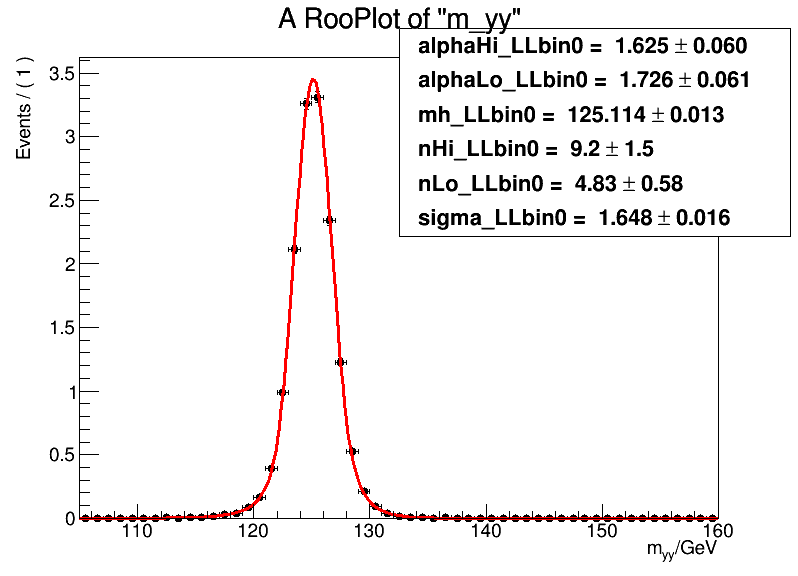 A RooPlot of "m_yy"
alphaHi_LLbin0 = 1.625 ± 0.060
alphaLo_LLbin0 = 1.726 ± 0.061
mh_LLbin0 = 125.114 ± 0.013
nHi_LLbin0 = 9.2 ± 1.5
nLo_LLbin0 = 4.83 ± 0.58
sigma_LLbin0 = 1.648 ± 0.016
Events / ( 1 )
3.5
3
2.5
2
1.5
1
0.5
0
110 120 130 140 150 160
m_yy/GeV